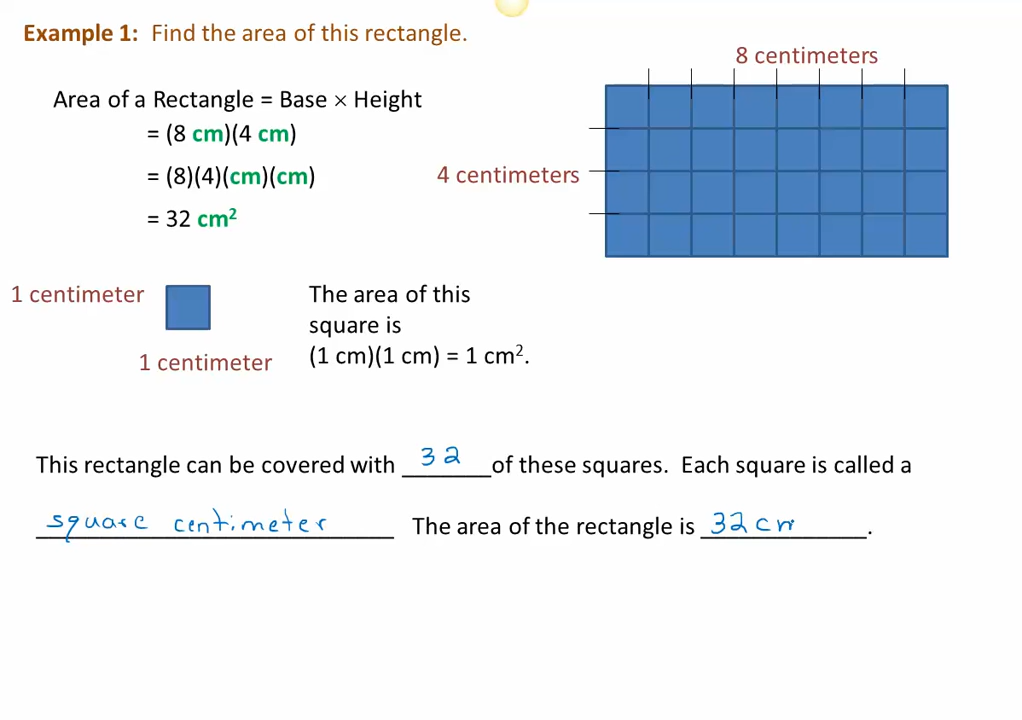 Example 1: Find the area of this rectangle.
8 centimeters
Area of a Rectangle = Base × Height
= (8 cm)(4 cm)
4 centimeters
= (8)(4)(cm)(cm)
= 32 cm²
1 centimeter
1 centimeter
The area of this
square is
(1 cm)(1 cm) = 1 cm².
This rectangle can be covered with 32 of these squares. Each square is called a
square centimeter The area of the rectangle is 32 cm.